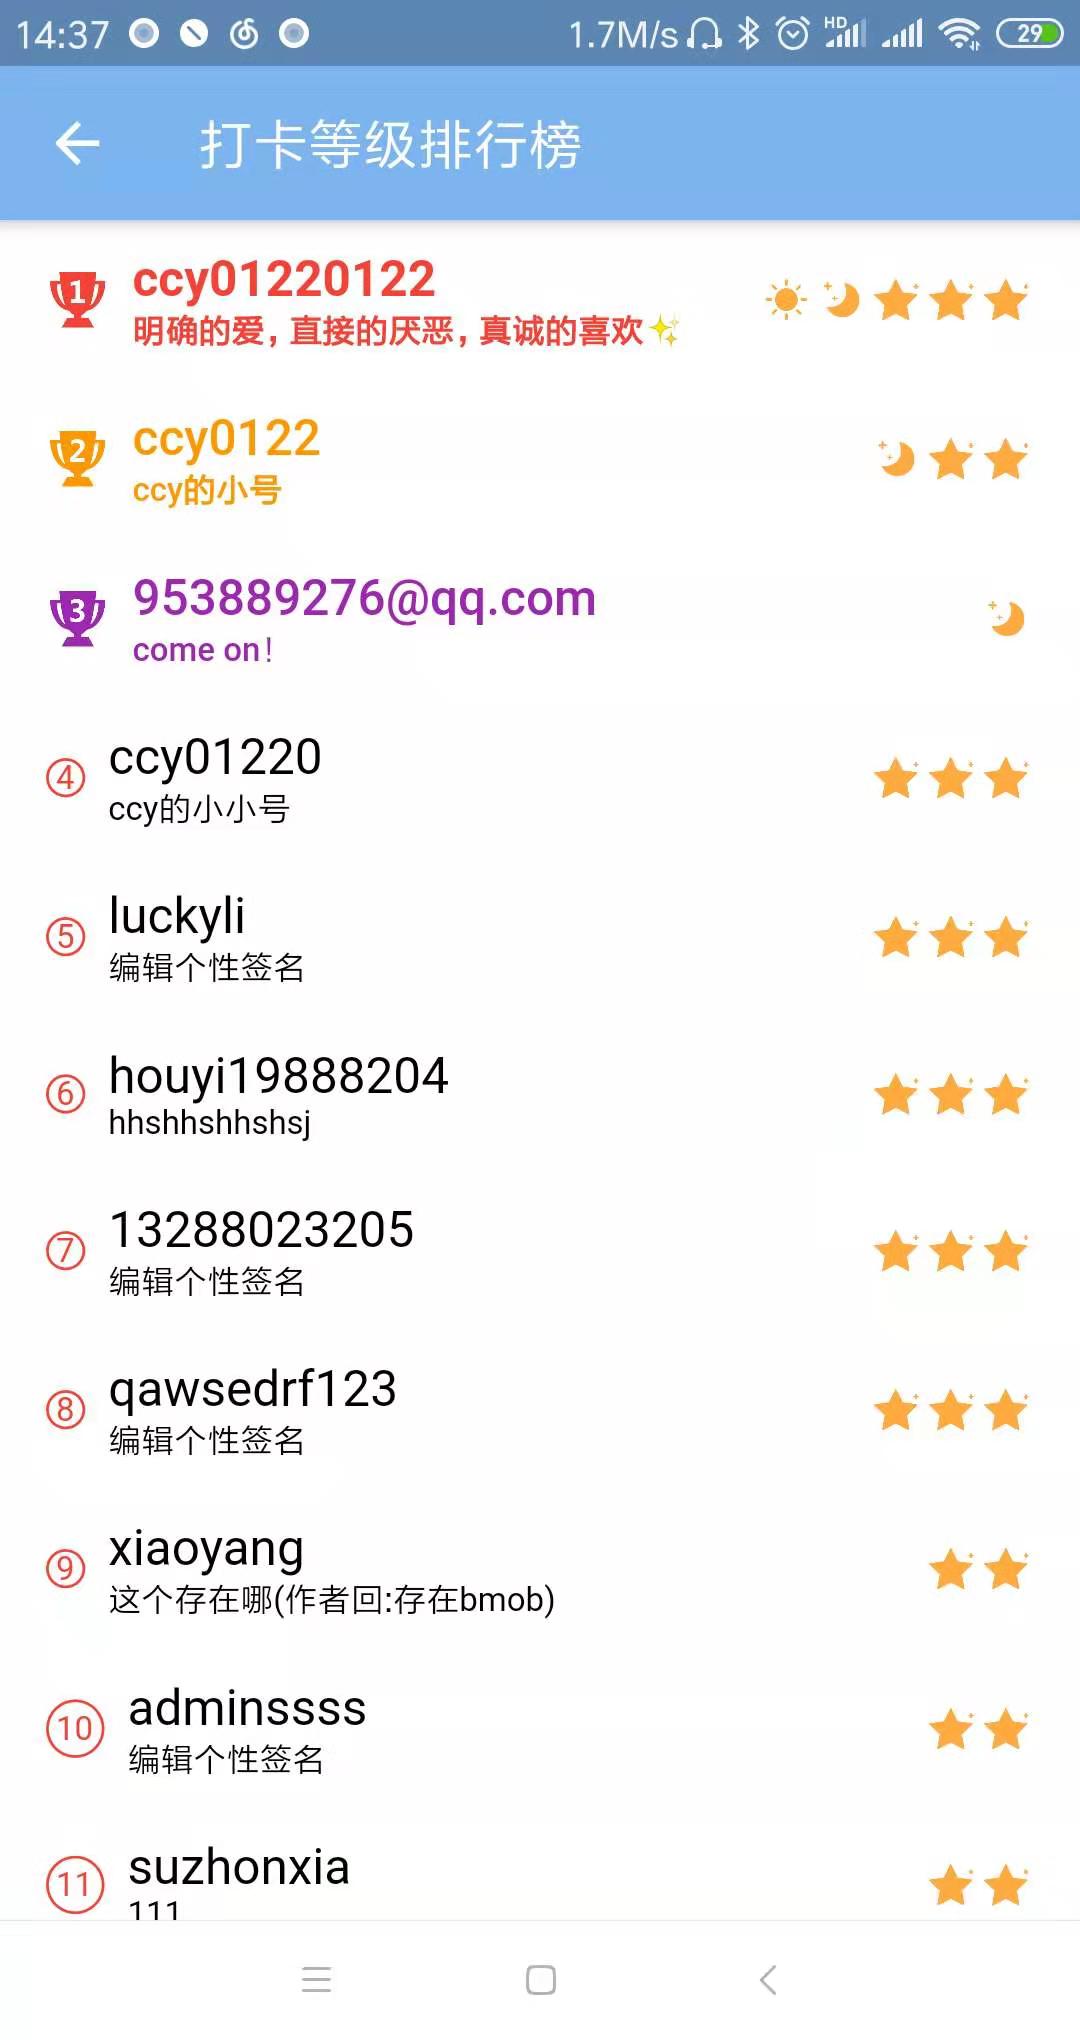 14:37 1.7M/s HD 29
打卡等级排行榜
1 ccy01220122
明确的爱，直接的厌恶，真诚的喜欢✨
2 ccy0122
ccy的小号
3 953889276@qq.com
come on！
4 ccy01220
ccy的小小号
5 luckyli
编辑个性签名
6 houyi19888204
hhshhshhshsj
7 13288023205
编辑个性签名
8 qawsedrf123
编辑个性签名
9 xiaoyang
这个存在哪(作者回:存在bmob)
10 adminssss
编辑个性签名
11 suzhonxia
111